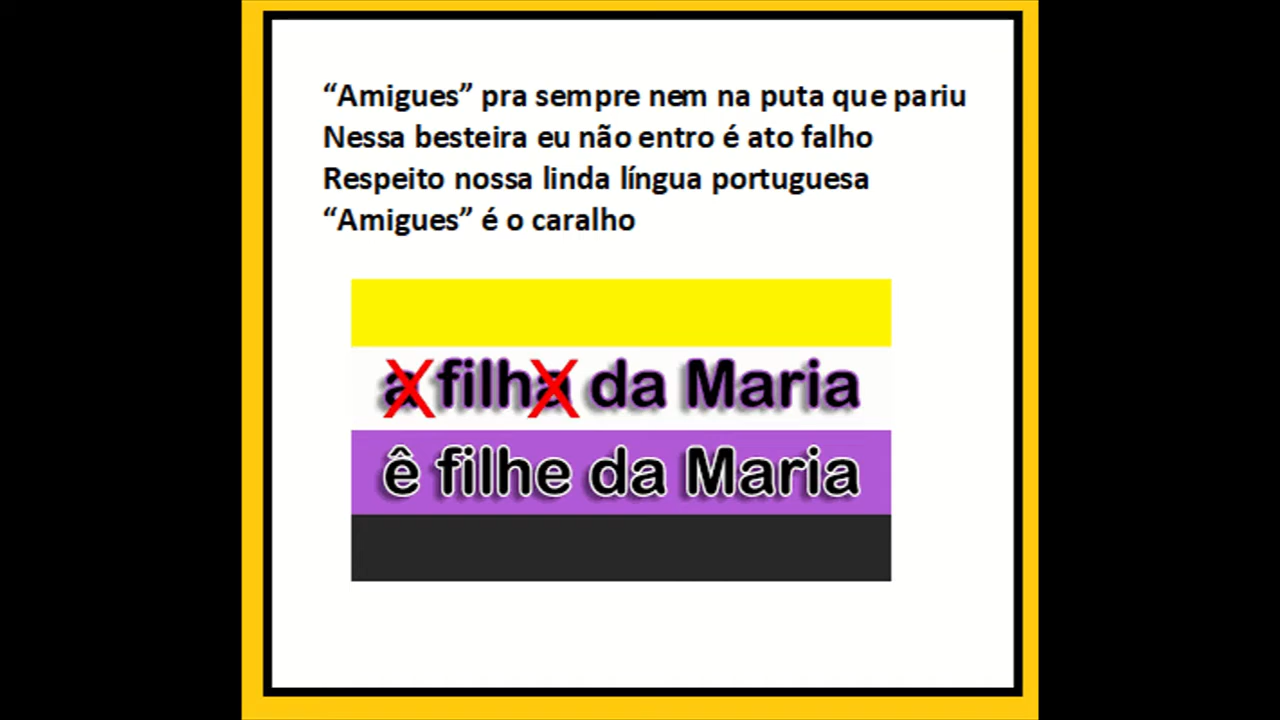 “Amigues” pra sempre nem na puta que pariu
Nessa besteira eu não entro é ato falho
Respeito nossa linda língua portuguesa
“Amigues” é o caralho
a filha da Maria
ê filhe da Maria